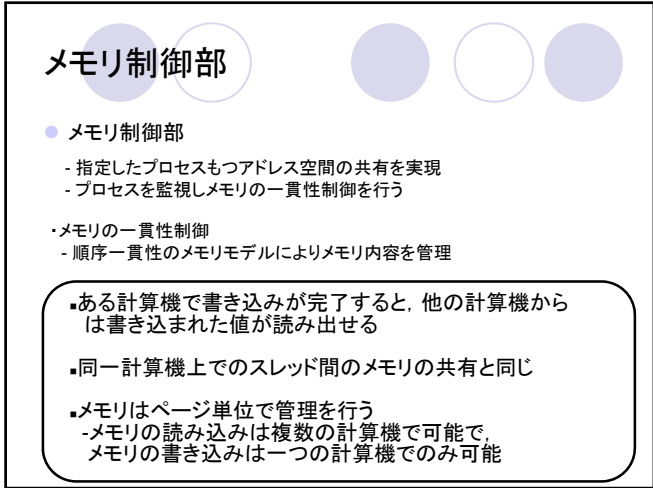 メモリ制御部
● メモリ制御部
- 指定したプロセスもつアドレス空間の共有を実現
- プロセスを監視しメモリの一貫性制御を行う
・メモリの一貫性制御
- 順序一貫性のメモリモデルによりメモリ内容を管理
■ある計算機で書き込みが完了すると, 他の計算機から
は書き込まれた値が読み出せる
■同一計算機上でのスレッド間のメモリの共有と同じ
■メモリはページ単位で管理を行う
-メモリの読み込みは複数の計算機で可能で,
メモリの書き込みは一つの計算機でのみ可能